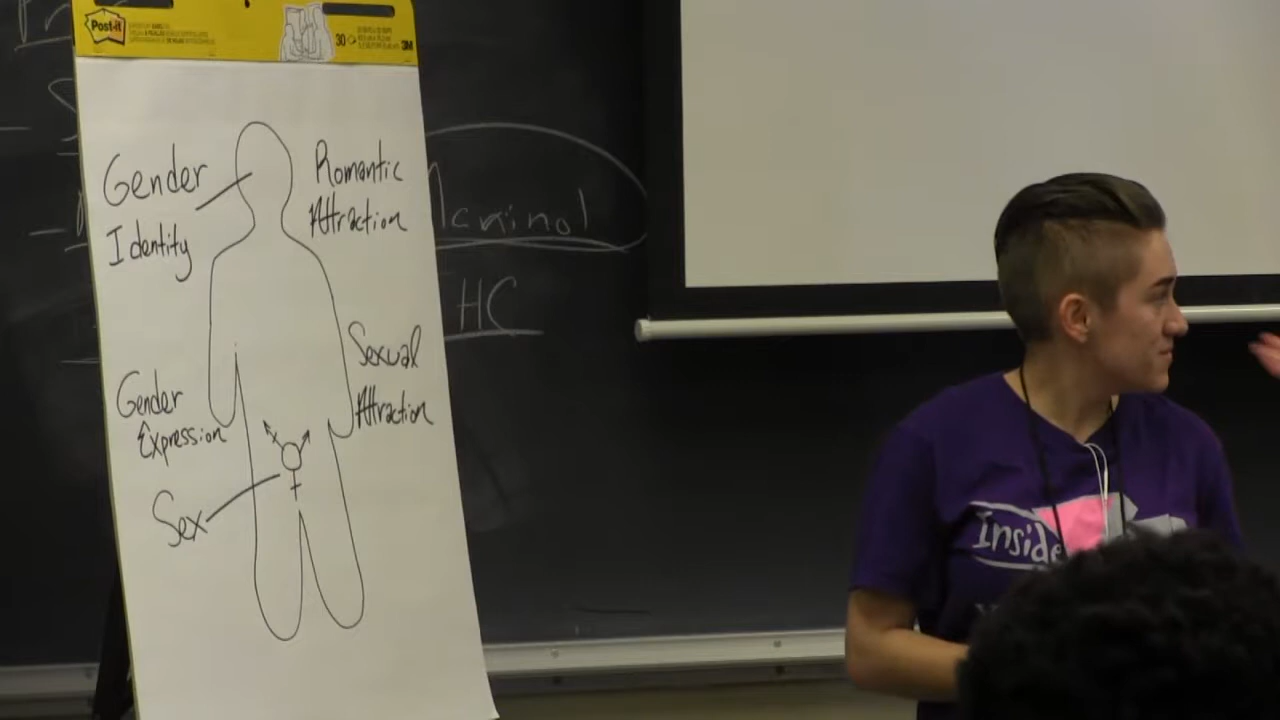 Post-it
30
3M
Gender
Identity
Romantic
Attraction
Sexual
Attraction
Gender
Expression
Sex
HC
Inside